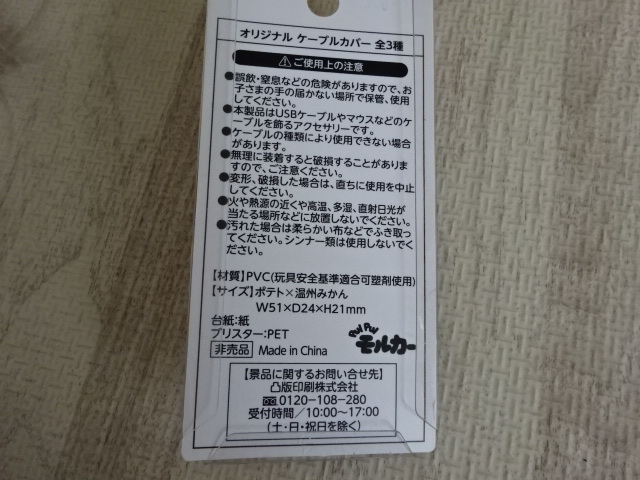 オリジナル ケーブルカバー 全3種
⚠ご使用上の注意
●誤飲・窒息などの危険がありますので、お
子さまの手の届かない場所で保管、使用
してください。
●本製品はUSBケーブルやマウスなどのケ
ーブルを飾るアクセサリーです。
●ケーブルの種類により使用できない場合
があります。
●無理に装着すると破損することがありま
すので、ご注意ください。
●変形、破損した場合は、直ちに使用を中止
してください。
●火や熱源の近くや高温、多湿、直射日光が
当たる場所などに放置しないでください。
●汚れた場合は柔らかい布などでふき取っ
てください。シンナー類は使用しないでく
ださい。
【材質】PVC(玩具安全基準適合可塑剤使用)
【サイズ】ポテト×温州みかん
W51×D24×H21mm
台紙:紙
ブリスター:PET
非売品 Made in China
PUI PUI
モルカー
【景品に関するお問い合せ先】
凸版印刷株式会社
0120-108-280
受付時間/10:00～17:00
(土・日・祝日を除く)